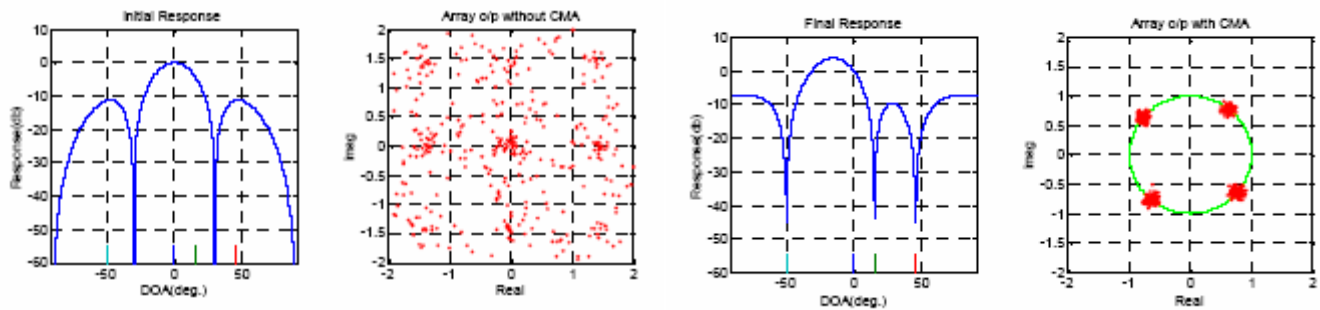 Initial Response
10
0
-10
-20
-30
-40
-50
-60
Response(db)
-50 0 50
DOA(deg.)
Array o/p without CMA
2
1.5
1
0.5
0
-0.5
-1
-1.5
-2
Imag
-2 -1 0 1 2
Real
Final Response
10
0
-10
-20
-30
-40
-50
-60
Response(db)
-50 0 50
DOA(deg.)
Array o/p with CMA
2
1.5
1
0.5
0
-0.5
-1
-1.5
-2
Imag
-2 -1 0 1 2
Real